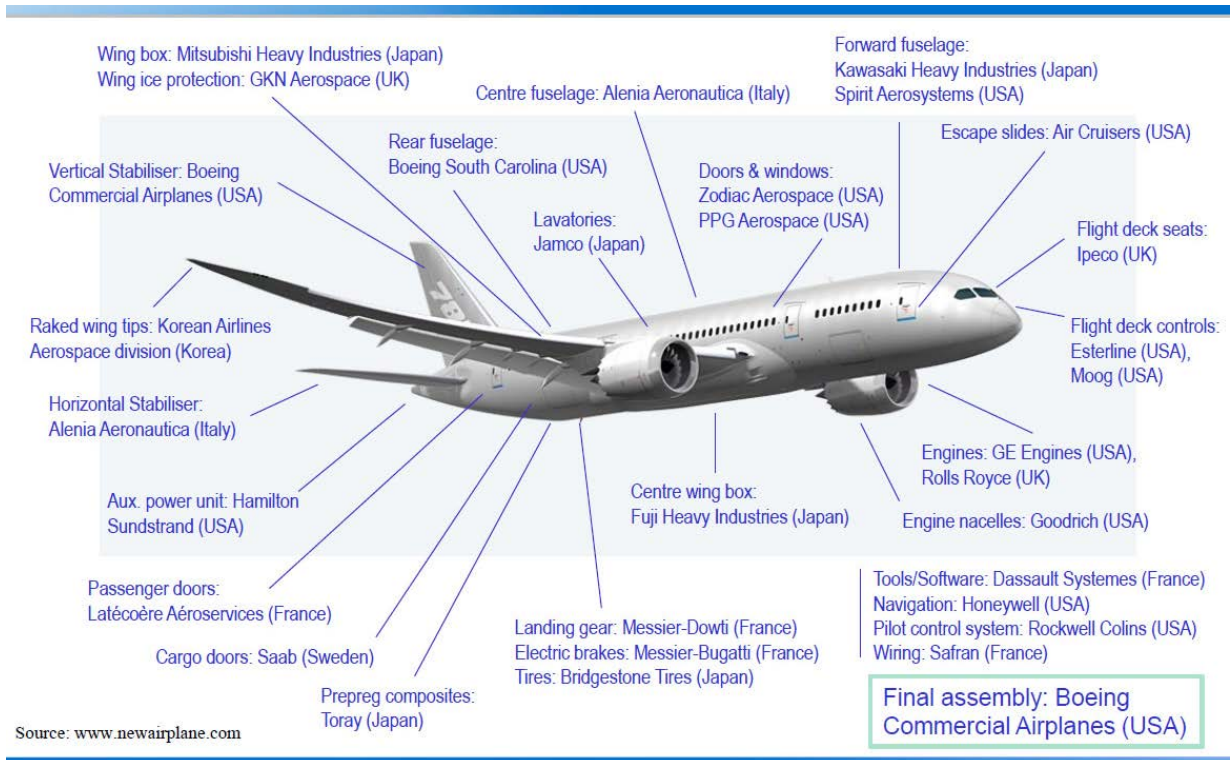 Wing box: Mitsubishi Heavy Industries (Japan)
Wing ice protection: GKN Aerospace (UK)
Centre fuselage: Alenia Aeronautica (Italy)
Forward fuselage:
Kawasaki Heavy Industries (Japan)
Spirit Aerosystems (USA)
Escape slides: Air Cruisers (USA)
Rear fuselage:
Boeing South Carolina (USA)
Vertical Stabiliser: Boeing
Commercial Airplanes (USA)
Doors & windows:
Zodiac Aerospace (USA)
PPG Aerospace (USA)
Lavatories:
Jamco (Japan)
Flight deck seats:
Ipeco (UK)
787
Raked wing tips: Korean Airlines
Aerospace division (Korea)
Flight deck controls:
Esterline (USA),
Moog (USA)
Horizontal Stabiliser:
Alenia Aeronautica (Italy)
Engines: GE Engines (USA),
Rolls Royce (UK)
Aux. power unit: Hamilton
Sundstrand (USA)
Centre wing box:
Fuji Heavy Industries (Japan)
Engine nacelles: Goodrich (USA)
Passenger doors:
Latécoère Aéroservices (France)
Tools/Software: Dassault Systemes (France)
Navigation: Honeywell (USA)
Pilot control system: Rockwell Colins (USA)
Wiring: Safran (France)
Landing gear: Messier-Dowti (France)
Electric brakes: Messier-Bugatti (France)
Tires: Bridgestone Tires (Japan)
Cargo doors: Saab (Sweden)
Prepreg composites:
Toray (Japan)
Final assembly: Boeing
Commercial Airplanes (USA)
Source: www.newairplane.com